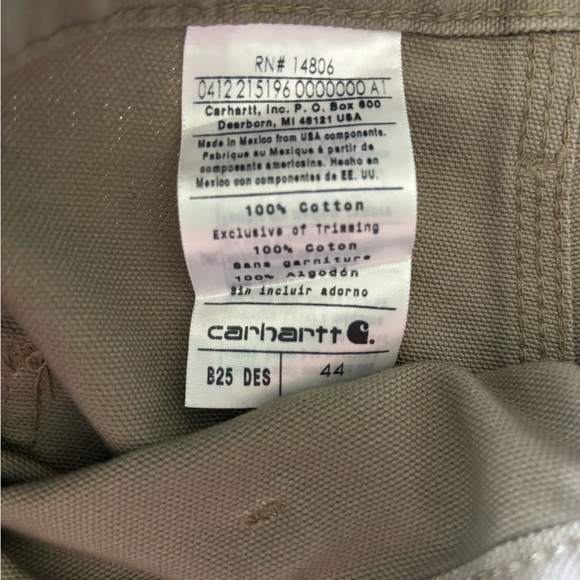 RN# 14806
0412 215196 0000000 A1
Carhartt, Inc. P. O. Box 600
Dearborn, MI 48121 USA
Made in Mexico from USA components.
Fabrique au Mexique à partir de
composants americains. Hecho en
Mexico con componentes de EE. UU.
100% Cotton
Exclusive of Trimming
100% Coton
Sans garniture
100% Algodón
Sin incluir adorno
carhartt
B25 DES 44